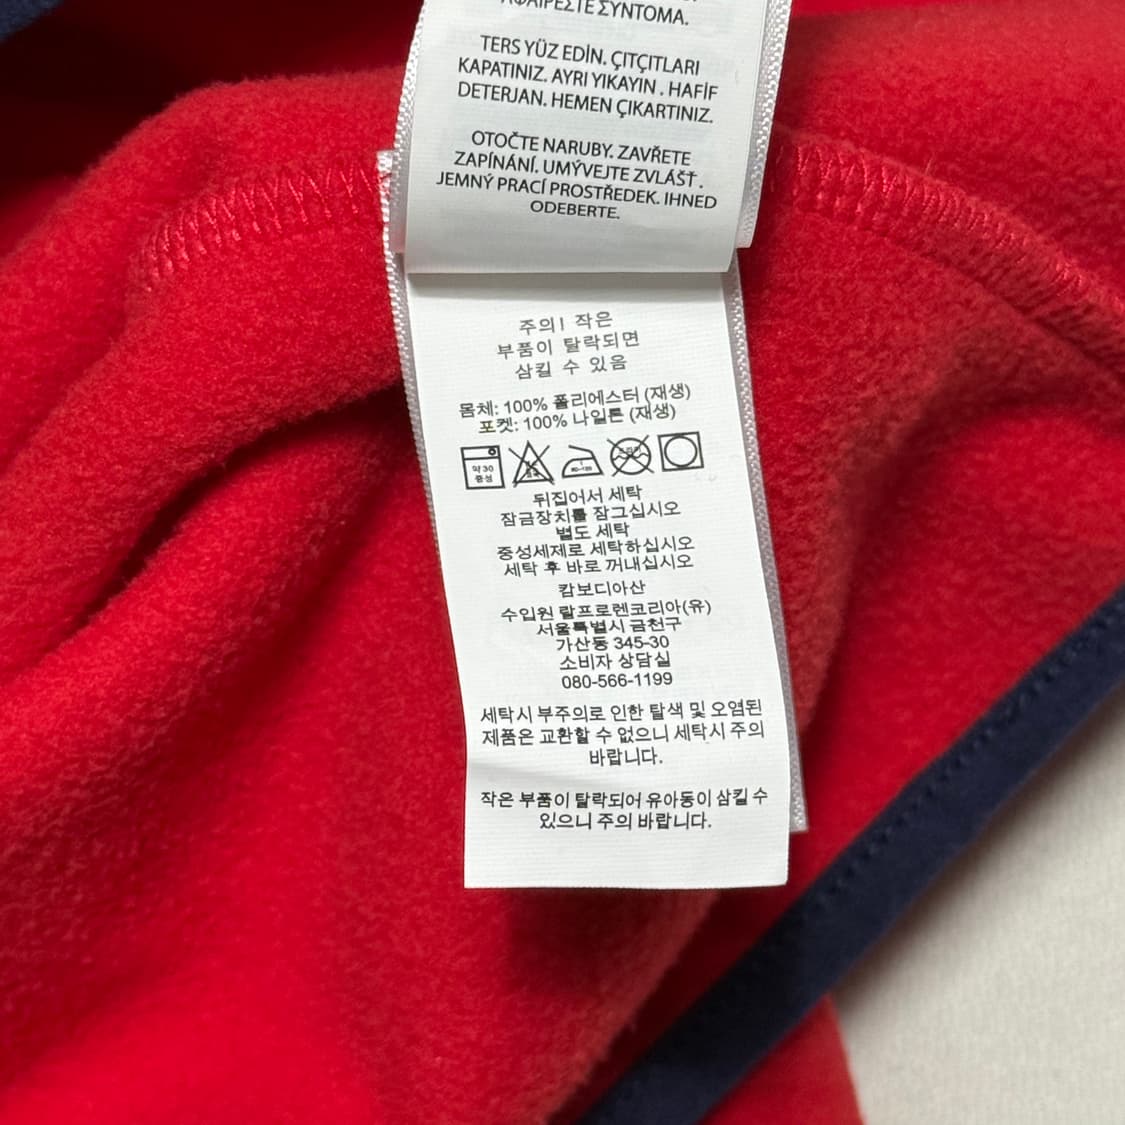 ΑΦΑΙΡΕΣΤΕ ΣΥΝΤΟΜΑ.
TERS YÜZ EDİN. ÇITÇITLARI
KAPATINIZ. AYRI YIKAYIN . HAFİF
DETERJAN. HEMEN ÇIKARTINIZ.
OTOČTE NARUBY. ZAVŘETE
ZAPÍNÁNÍ. UMÝVEJTE ZVLÁŠŤ .
JEMNÝ PRACÍ PROSTŘEDEK. IHNED
ODEBERTE.
주의! 작은
부품이 탈락되면
삼킬 수 있음
몸체: 100% 폴리에스터 (재생)
포켓: 100% 나일론 (재생)
약30
중성
뒤집어서 세탁
잠금장치를 잠그십시오
별도 세탁
중성세제로 세탁하십시오
세탁 후 바로 꺼내십시오
캄보디아산
수입원 랄프로렌코리아(유)
서울특별시 금천구
가산동 345-30
소비자 상담실
080-566-1199
세탁시 부주의로 인한 탈색 및 오염된
제품은 교환할 수 없으니 세탁시 주의
바랍니다.
작은 부품이 탈락되어 유아동이 삼킬 수
있으니 주의 바랍니다.